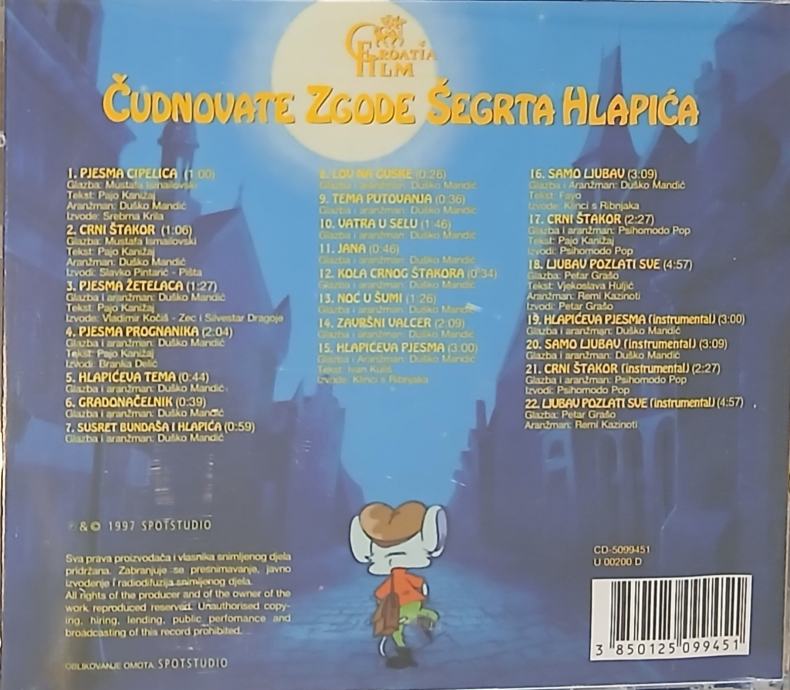 CROATIA
FILM
ČUDNOVATE ZGODE ŠEGRTA HLAPIĆA
1. PJESMA CIPELICA (1:00)
Glazba: Mustafa Ismailovski
Tekst: Pajo Kanižaj
Aranžman: Duško Mandić
Izvode: Srebrna Krila
2. CRNI ŠTAKOR (1:06)
Glazba: Mustafa Ismailovski
Tekst: Pajo Kanižaj
Aranžman: Duško Mandić
Izvodi: Slavko Pintarić - Pišta
3. PJESMA ŽETELACA (1:27)
Glazba i aranžman: Duško Mandić
Tekst: Pajo Kanižaj
Izvode: Vladimir Kočiš - Zec i Silvestar Dragoje
4. PJESMA PROGNANIKA (2:04)
Glazba i aranžman: Duško Mandić
Tekst: Pajo Kanižaj
Izvodi: Branka Delić
5. HLAPIĆEVA TEMA (0:44)
Glazba i aranžman: Duško Mandić
6. GRADONAČELNIK (0:39)
Glazba i aranžman: Duško Mandić
7. SUSRET BUNDAŠA I HLAPIĆA (0:59)
Glazba i aranžman: Duško Mandić
8. LOV NA GUSKE (0:26)
Glazba i aranžman: Duško Mandić
9. TEMA PUTOVANJA (0:36)
Glazba i aranžman: Duško Mandić
10. VATRA U SELU (1:46)
Glazba i aranžman: Duško Mandić
11. JANA (0:46)
Glazba i aranžman: Duško Mandić
12. KOLA CRNOG ŠTAKORA (0:34)
Glazba i aranžman: Duško Mandić
13. NOĆ U ŠUMI (1:26)
Glazba i aranžman: Duško Mandić
14. ZAVRŠNI VALCER (2:09)
Glazba i aranžman: Duško Mandić
15. HLAPIĆEVA PJESMA (3:00)
Glazba i aranžman: Duško Mandić
Tekst: Ivan Kušs
Izvode: Klinci s Ribnjaka
16. SAMO LJUBAV (3:09)
Glazba i Aranžman: Duško Mandić
Tekst: Fayo
Izvode: Klinci s Ribnjaka
17. CRNI ŠTAKOR (2:27)
Glazba i aranžman: Psihomodo Pop
Tekst: Pajo Kanižaj
Izvodi: Psihomodo Pop
18. LJUBAV POZLATI SVE (4:57)
Glazba: Petar Grašo
Tekst: Vjekoslava Huljić
Aranžman: Remi Kazinoti
Izvodi: Petar Grašo
19. HLAPIĆEVA PJESMA (instrumental) (3:00)
Glazba i aranžman: Duško Mandić
20. SAMO LJUBAV (instrumental) (3:09)
Glazba i aranžman: Duško Mandić
21. CRNI ŠTAKOR (instrumental) (2:27)
Glazba i aranžman: Psihomodo Pop
Izvodi: Psihomodo Pop
22. LJUBAV POZLATI SVE (instrumental) (4:57)
Glazba: Petar Grašo
Aranžman: Remi Kazinoti
℗ & © 1997 SPOTSTUDIO
Sva prava proizvođača i vlasnika snimljenog djela
pridržana. Zabranjuje se presnimavanje, javno
izvođenje i radiodifuzija snimljenog djela.
All rights of the producer and of the owner of the
work reproduced reserved. Unauthorised copy-
ing, hiring, lending, public perfomance and
broadcasting of this record prohibited.
OBLIKOVANJE OMOTA: SPOTSTUDIO
CD-5099451
U 00200 D
3 850125 099451